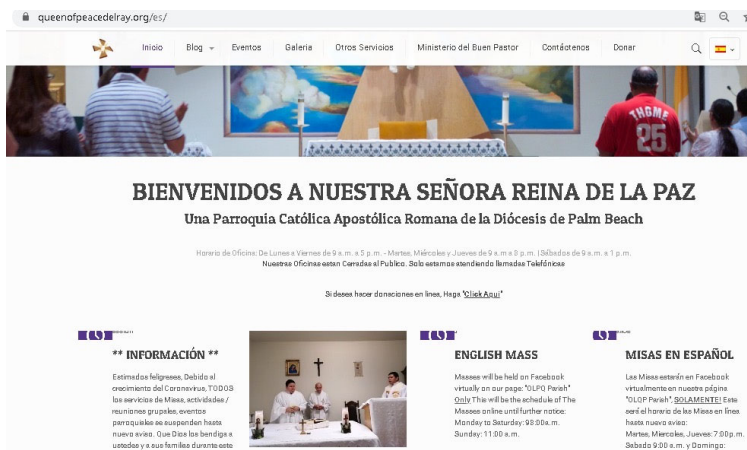 queenofpeacedelray.org/es/
Inicio Blog Eventos Galeria Otros Servicios Ministerio del Buen Pastor Contáctenos Donar
THGMA
25
BIENVENIDOS A NUESTRA SEÑORA REINA DE LA PAZ
Una Parroquia Católica Apostólica Romana de la Diócesis de Palm Beach
Horario de Oficina: De Lunes a Viernes de 9 a.m. a 5 p.m. - Martes, Miércoles y Jueves de 9 a.m a 8 p.m. | Sábados de 9 a.m. a 1 p.m.
Nuestras Oficinas estan Cerradas al Publico. Solo estamos atendiendo llamadas Telefónicas
Si desea hacer donaciones en linea, Haga "Click Aqui"
** INFORMACIÓN **
Estimados feligreses, Debido al
crecimiento del Coronavirus, TODOS
los servicios de Misas, actividades /
reuniones grupales, eventos
parroquiales se suspenden hasta
nuevo aviso. Que Dios los bendiga a
ustedes y a sus familias durante este
ENGLISH MASS
Masses will be held on Facebook
virtually on our page: "OLPQ Parish"
Only This will be the schedule of The
Masses online until further notice:
Monday to Saturday: 98:00a.m.
Sunday: 11:00 a.m.
MISAS EN ESPAÑOL
Las Misas estarán en Facebook
virtualmente en nuestra página
"OLQP Parish", SOLAMENTE! Este
será el horario de las Misas en línea
hasta nuevo aviso:
Martes, Miercoles, Jueves: 7:00p.m.
Sabado 9:00 a.m. y Domingo: